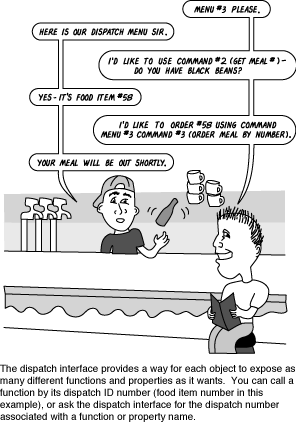 MENU #3 PLEASE.
HERE IS OUR DISPATCH MENU SIR.
I'D LIKE TO USE COMMAND #2 (GET MEAL #) -
DO YOU HAVE BLACK BEANS?
YES - IT'S FOOD ITEM #58
I'D LIKE TO ORDER #58 USING COMMAND
MENU #3 COMMAND #3 (ORDER MEAL BY NUMBER).
YOUR MEAL WILL BE OUT SHORTLY.
The dispatch interface provides a way for each object to expose as
many different functions and properties as it wants. You can call a
function by its dispatch ID number (food item number in this
example), or ask the dispatch interface for the dispatch number
associated with a function or property name.